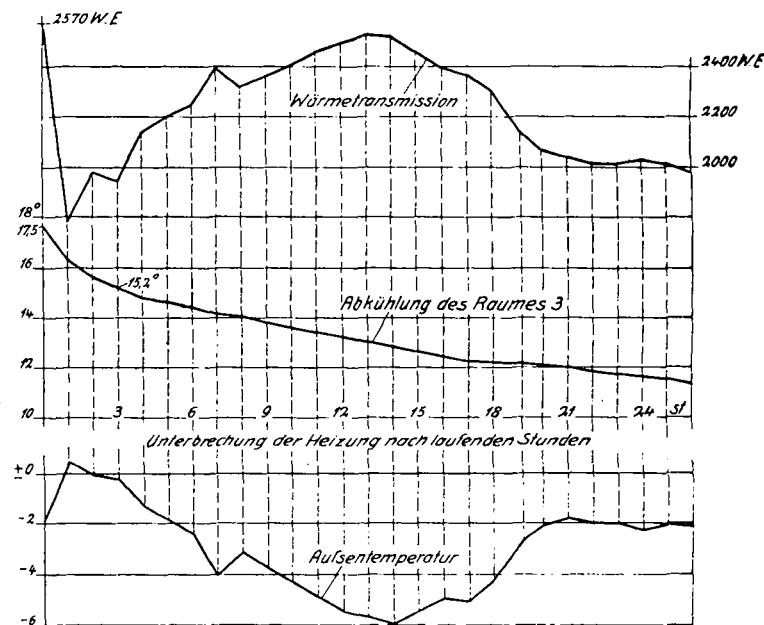 2570 W.E
2400 W.E
Wärmetransmission
2200
2000
18°
17,5
16
15,2°
14
Abkühlung des Raumes 3
12
10 3 6 9 12 15 18 21 24 st
Unterbrechung der Heizung nach laufenden Stunden
±0
-2
Aufsentemperatur
-4
-6